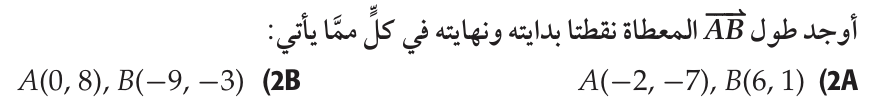 أوجد طول $\overrightarrow{AB}$ المعطاة نقطتا بدايته ونهايته في كلٍّ ممَّا يأتي:
(2A A(−2, −7), B(6, 1)
(2B A(0, 8), B(−9, −3)